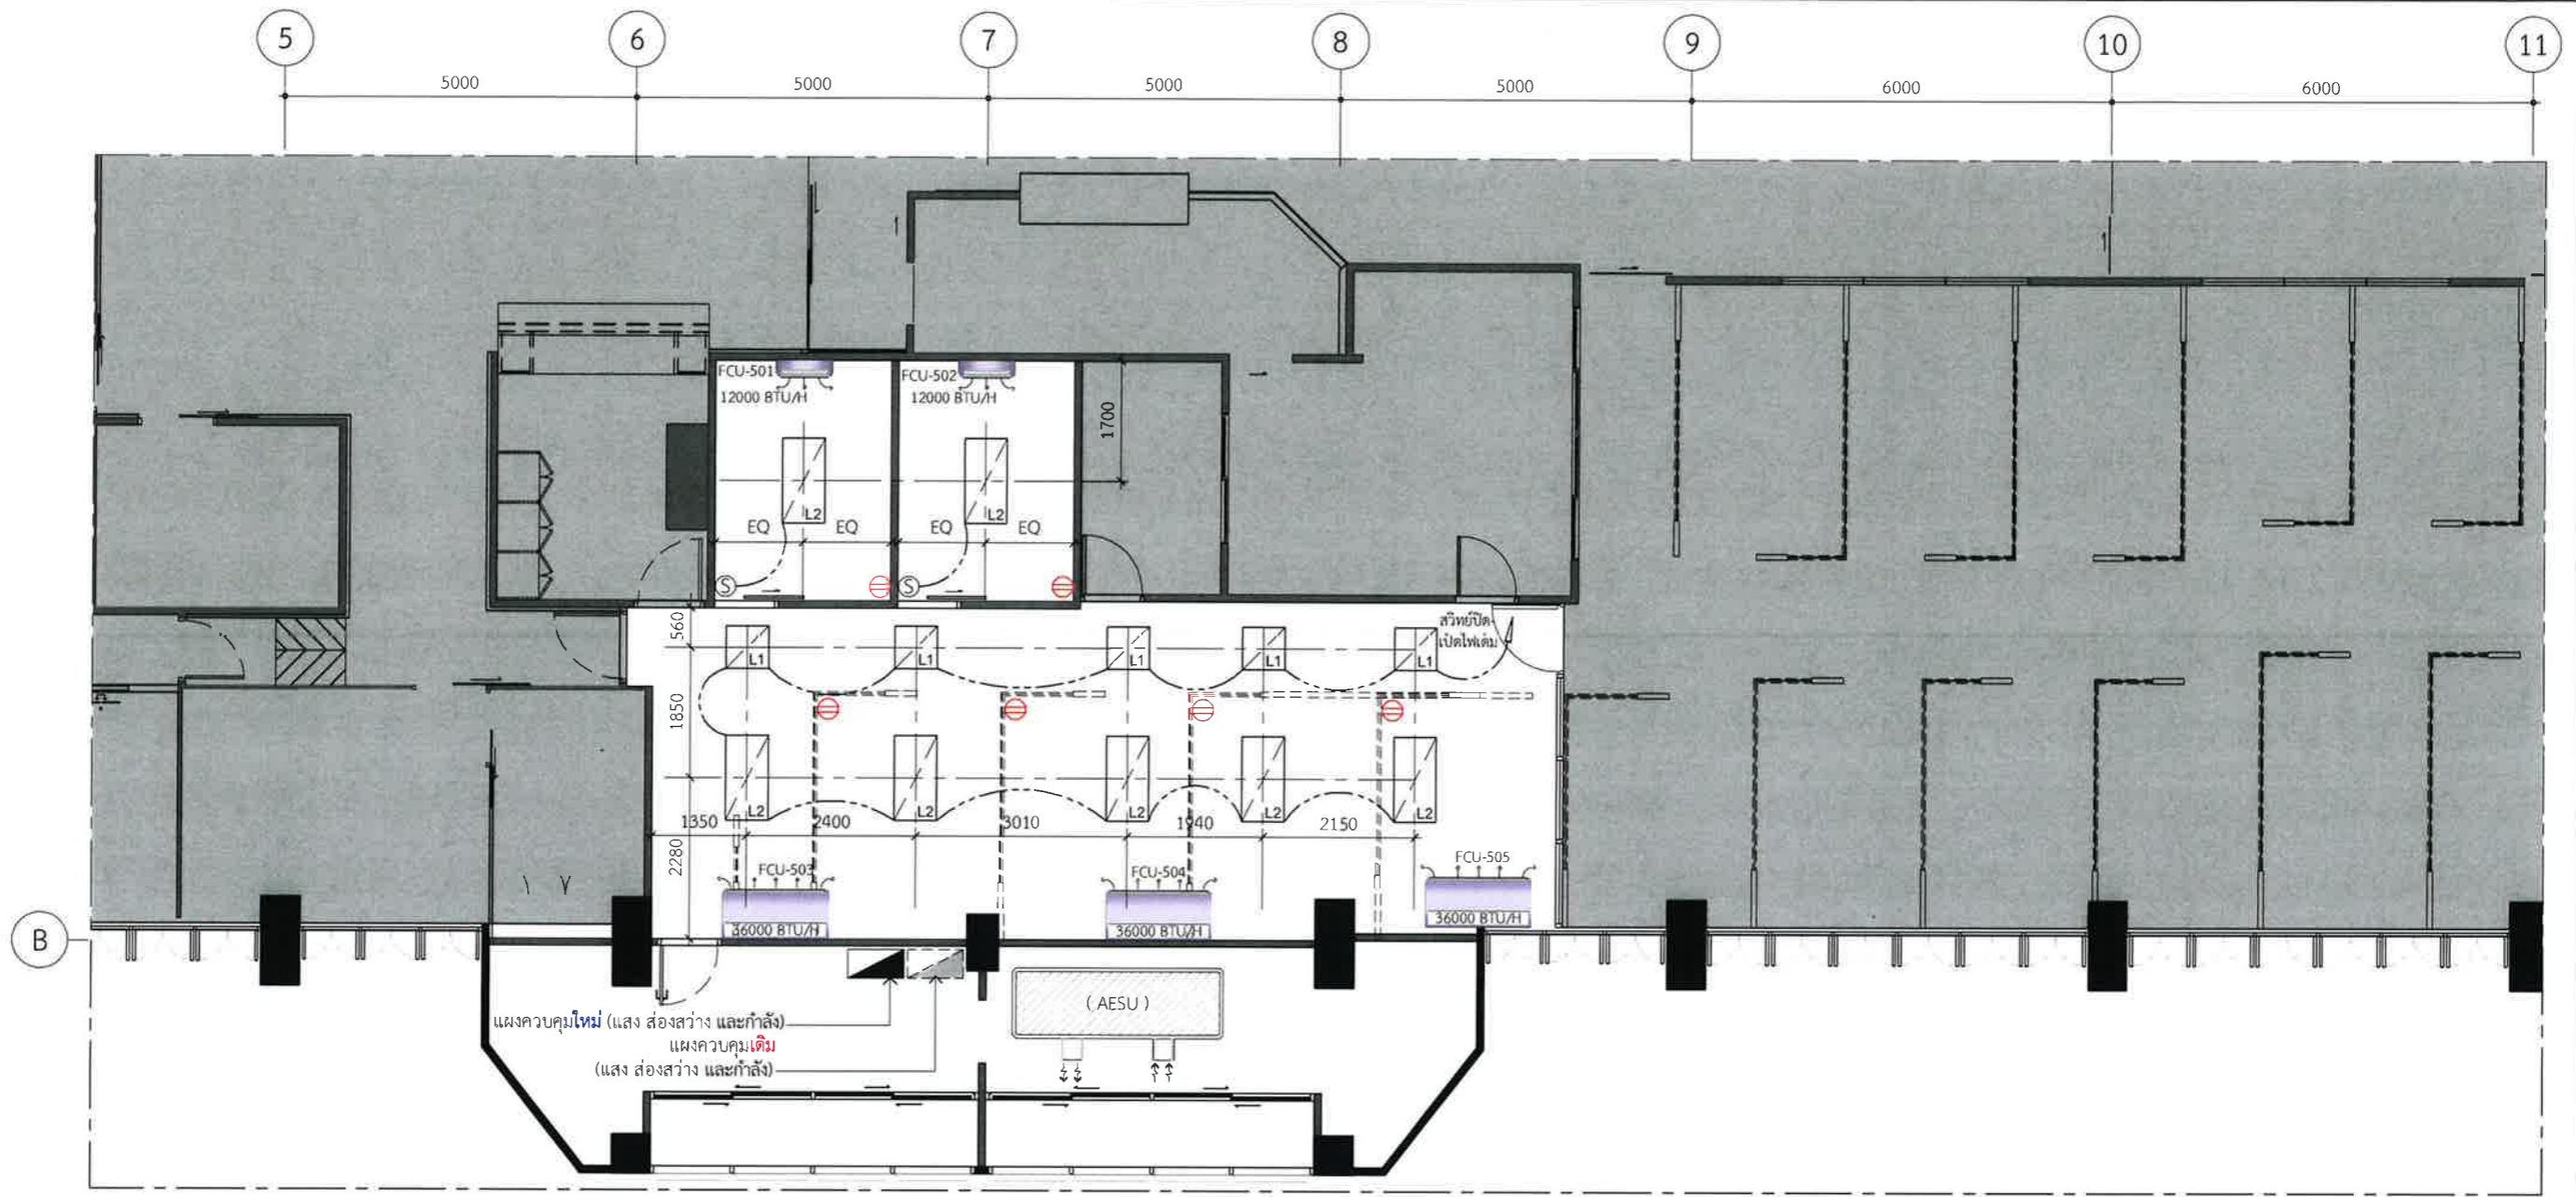 5
6
7
8
9
10
11
5000
5000
5000
5000
6000
6000
FCU-501
12000 BTU/H
FCU-502
12000 BTU/H
1700
L2
L2
EQ
EQ
EQ
EQ
S
S
560
L1
L1
L1
L1
L1
สวิทย์ปิด-
เปิดไฟเดิม
1850
L2
L2
L2
L2
L2
1350
2400
3010
1940
2150
2280
FCU-503
FCU-504
FCU-505
36000 BTU/H
36000 BTU/H
36000 BTU/H
B
( AESU )
แผงควบคุมใหม่ (แสง ส่องสว่าง และกำลัง)
แผงควบคุมเดิม
(แสง ส่องสว่าง และกำลัง)